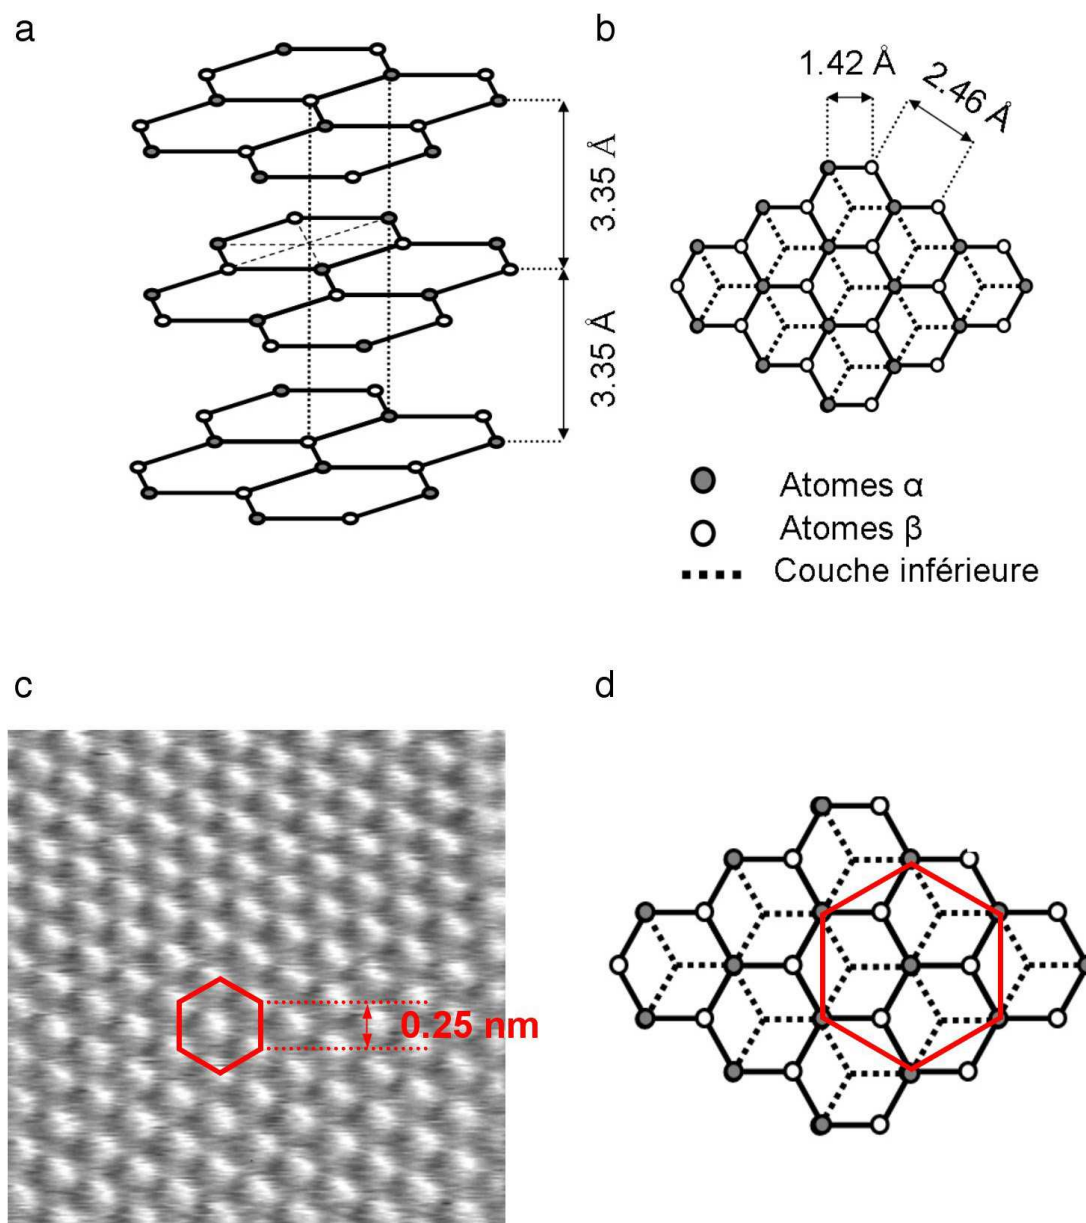 a
3.35 Å
3.35 Å
b
1.42 Å
2.46 Å
Atomes α
Atomes β
Couche inférieure
c
0.25 nm
d